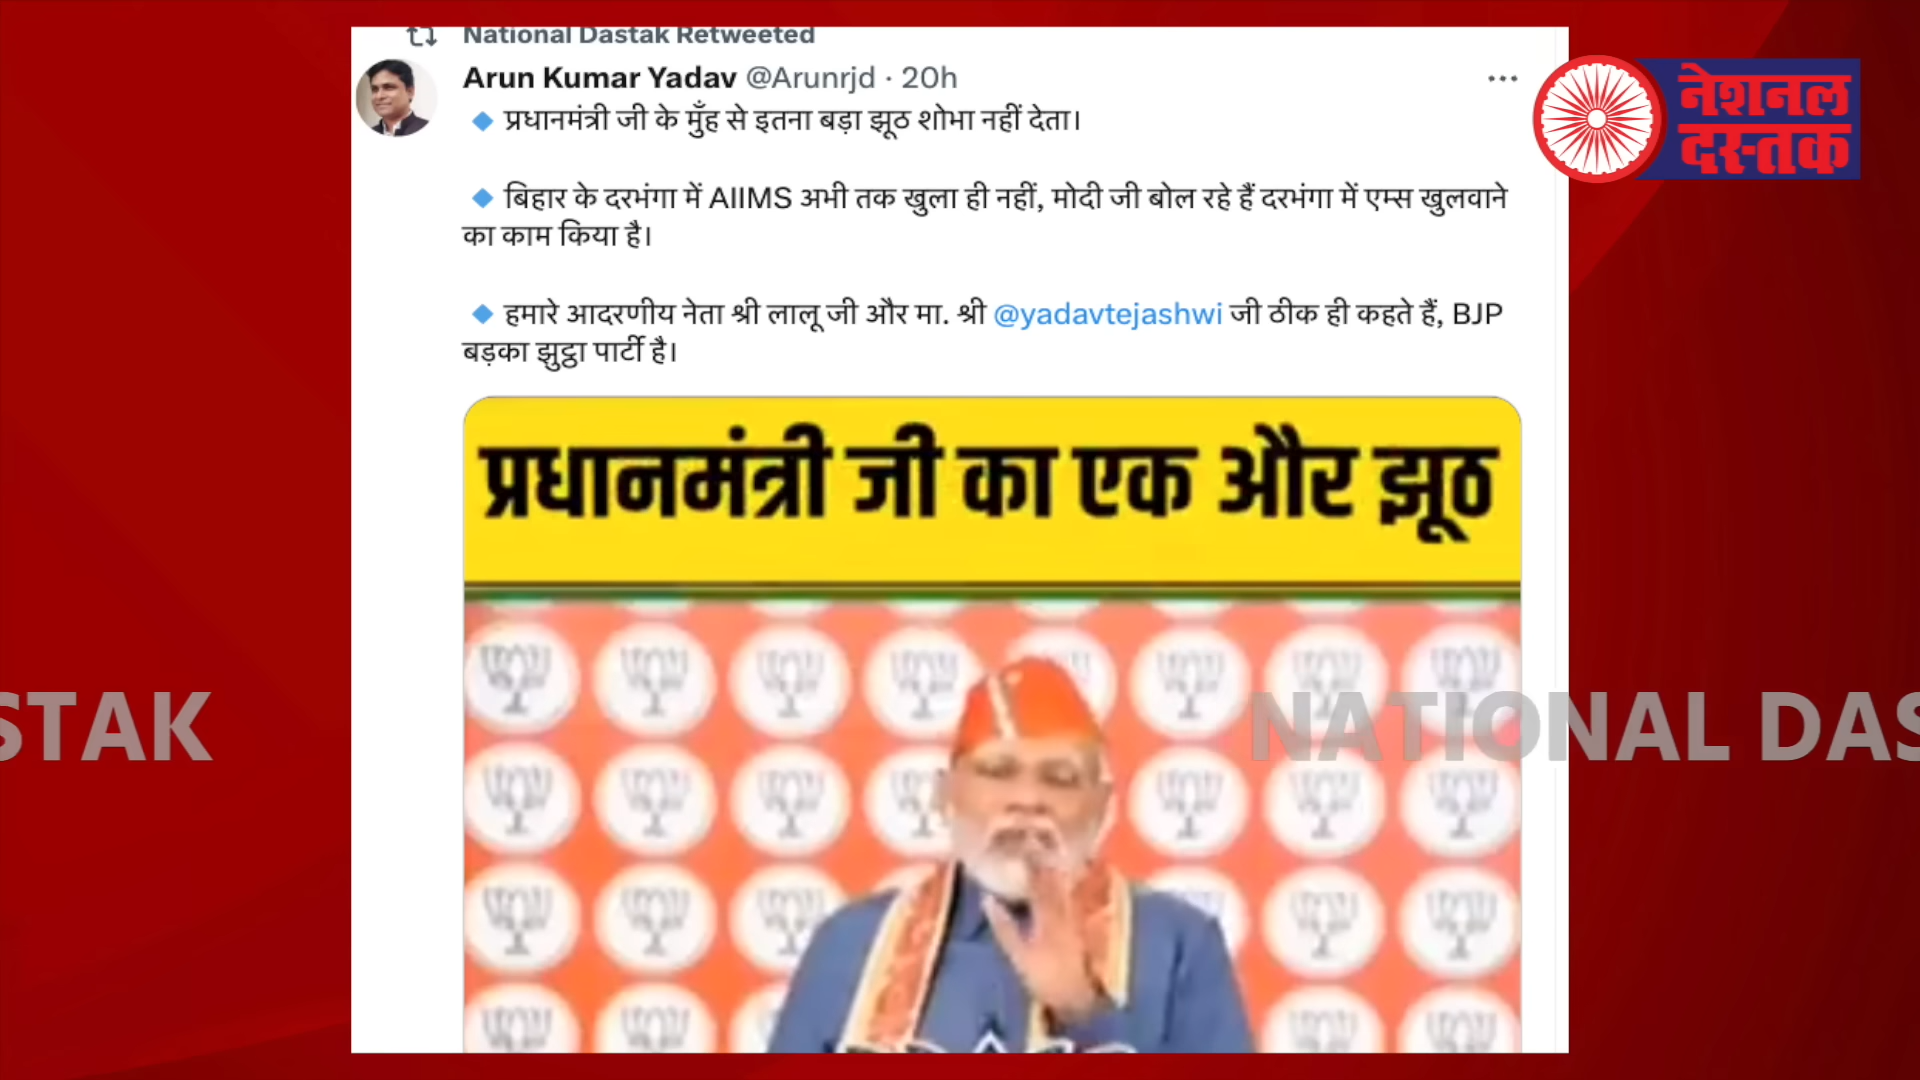 National Dastak Retweeted
Arun Kumar Yadav @Arunrjd · 20h
प्रधानमंत्री जी के मुँह से इतना बड़ा झूठ शोभा नहीं देता।
बिहार के दरभंगा में AIIMS अभी तक खुला ही नहीं, मोदी जी बोल रहे हैं दरभंगा में एम्स खुलवाने
का काम किया है।
हमारे आदरणीय नेता श्री लालू जी और मा. श्री @yadavtejashwi जी ठीक ही कहते हैं, BJP
बड़का झुट्ठा पार्टी है।
प्रधानमंत्री जी का एक और झूठ
नेशनल
दस्तक
STAK
NATIONAL DAS